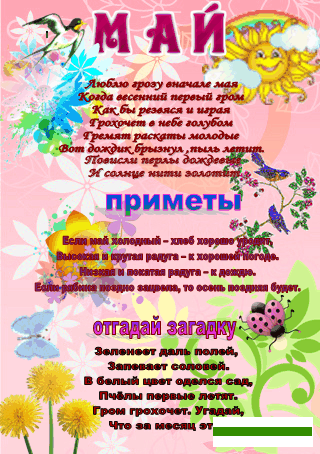 МАЙ
Люблю грозу вначале мая
Когда весенний первый гром
Как бы резвяся и играя
Грохочет в небе голубом
Гремят раскаты молодые
Вот дождик брызнул ,пыль летит.
Повисли перлы дождевые
И солнце нити золотит
приметы
Если май холодный – хлеб хорошо уродит,
Высокая и крутая радуга – к хорошей погоде.
Низкая и покатая радуга – к дождю.
Если рябина поздно зацвела, то осень поздняя будет.
отгадай загадку
Зеленеет даль полей,
Запевает соловей.
В белый цвет оделся сад,
Пчёлы первые летят.
Гром грохочет. Угадай,
Что за месяц